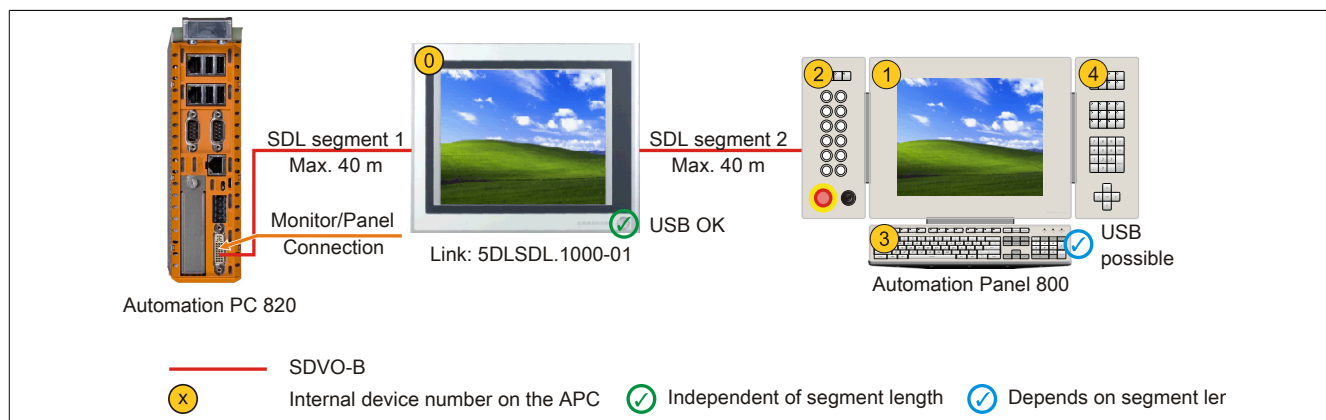 0
2
1
4
SDL segment 1
Max. 40 m
SDL segment 2
Max. 40 m
Monitor/Panel
Connection
USB OK
Link: 5DLSDL.1000-01
3
USB
possible
Automation Panel 800
Automation PC 820
SDVO-B
x
Internal device number on the APC
Independent of segment length
Depends on segment ler